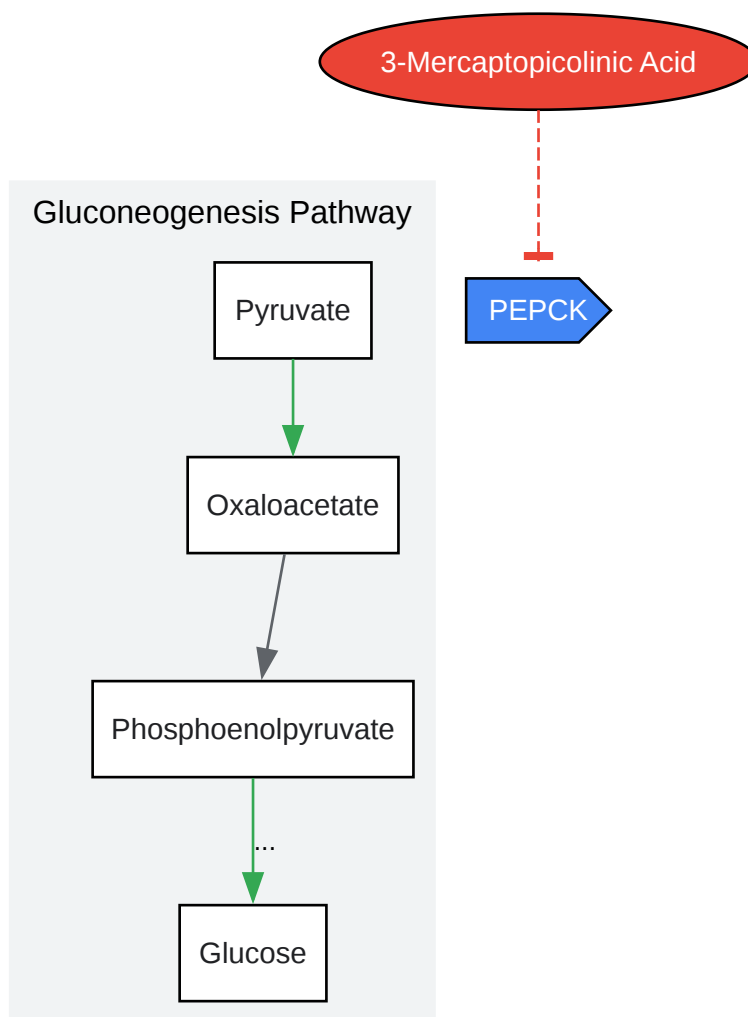 3-Mercaptopicolinic Acid
Gluconeogenesis Pathway
Pyruvate
PEPCK
Oxaloacetate
Phosphoenolpyruvate
...
Glucose